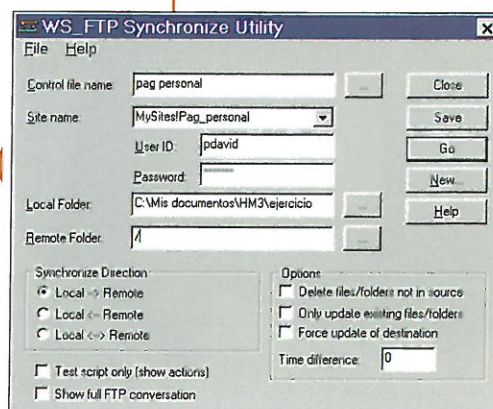 WS_FTP Synchronize Utility
File Help
Control file name: pag personal ... Close
Site name: MySites!Pag_personal Save
User ID: pdavid Go
Password: ******** New...
Local Folder: C:\Mis documentos\HM3\ejercicio ... Help
Remote Folder: / ...
Synchronize Direction
Local -> Remote
Local <- Remote
Local <-> Remote
Options
Delete files/folders not in source
Only update existing files/folders
Force update of destination
Time difference: 0
Test script only (show actions)
Show full FTP conversation